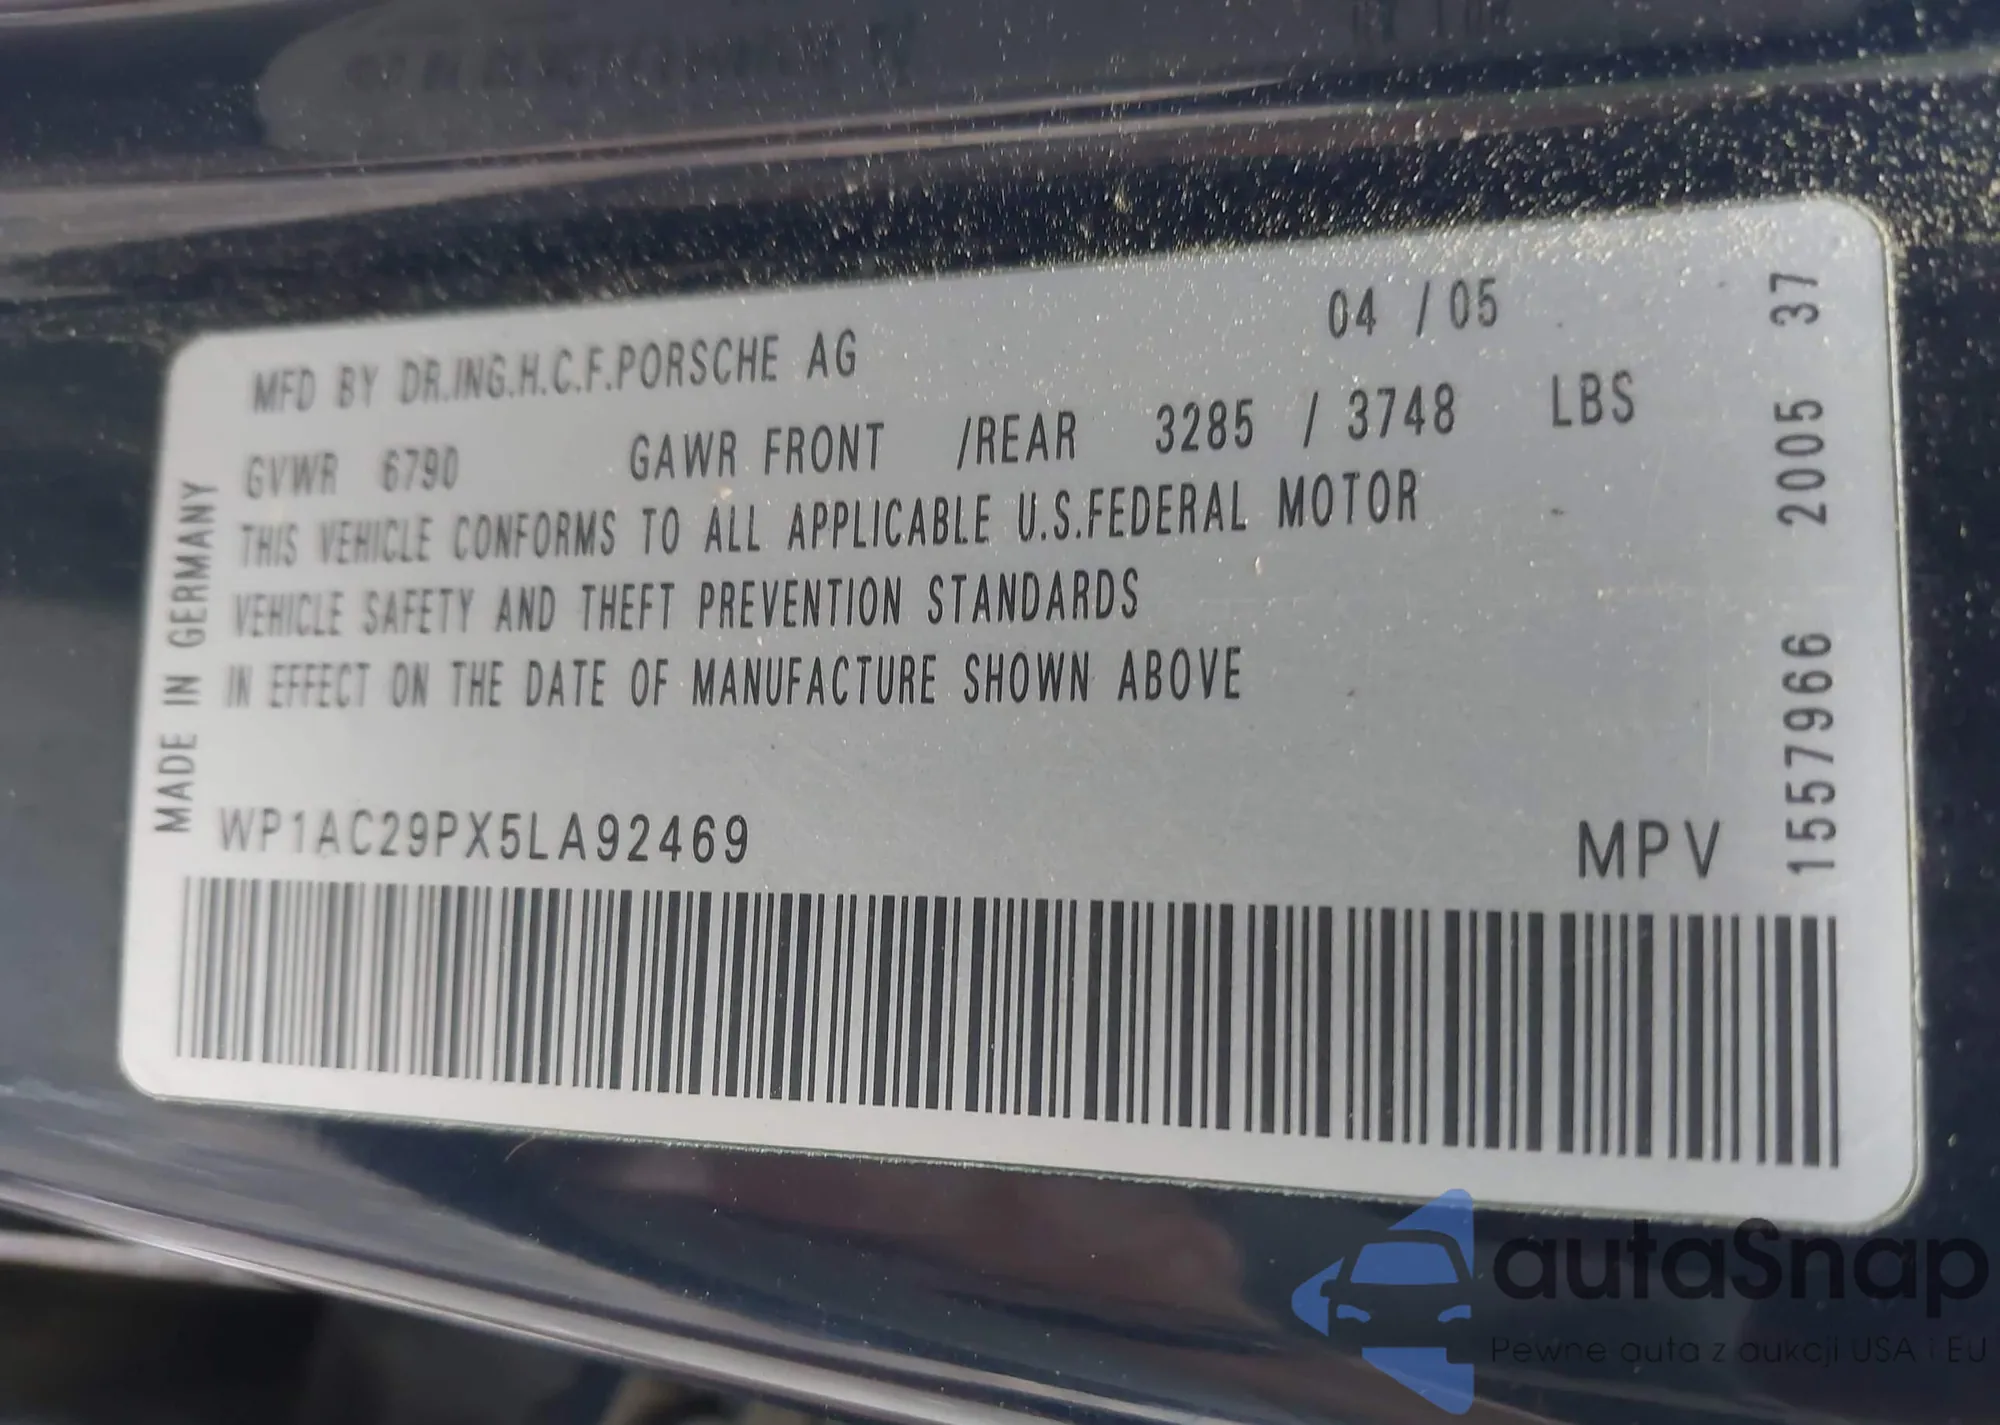 MFD BY DR.ING.H.C.F.PORSCHE AG 04 / 05
GVWR 6790 GAWR FRONT /REAR 3285 / 3748 LBS
THIS VEHICLE CONFORMS TO ALL APPLICABLE U.S.FEDERAL MOTOR
VEHICLE SAFETY AND THEFT PREVENTION STANDARDS
IN EFFECT ON THE DATE OF MANUFACTURE SHOWN ABOVE
WP1AC29PX5LA92469 MPV
MADE IN GERMANY
1557966 2005 37
autaSnap
Pewne auta z aukcji USA i EU